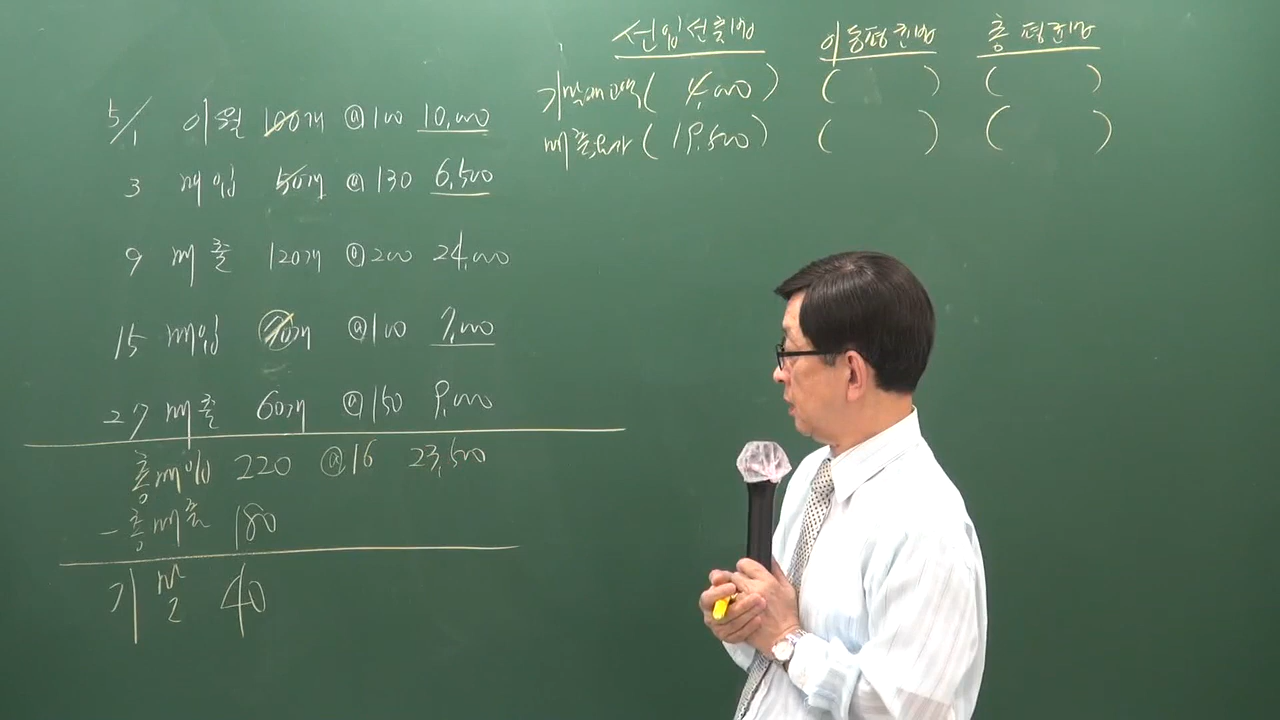 선입선출법 이동평균법 총평균법
기말재고액 ( 4,000 ) ( ) ( )
매출원가 ( 19,500 ) ( ) ( )
5/1 이월 100개 @100 10,000
3 매입 50개 @130 6,500
9 매출 120개 @200 24,000
15 매입 70개 @100 7,000
27 매출 60개 @150 9,000
총매입 220 @16 23,500
- 총매출 180
기말 40